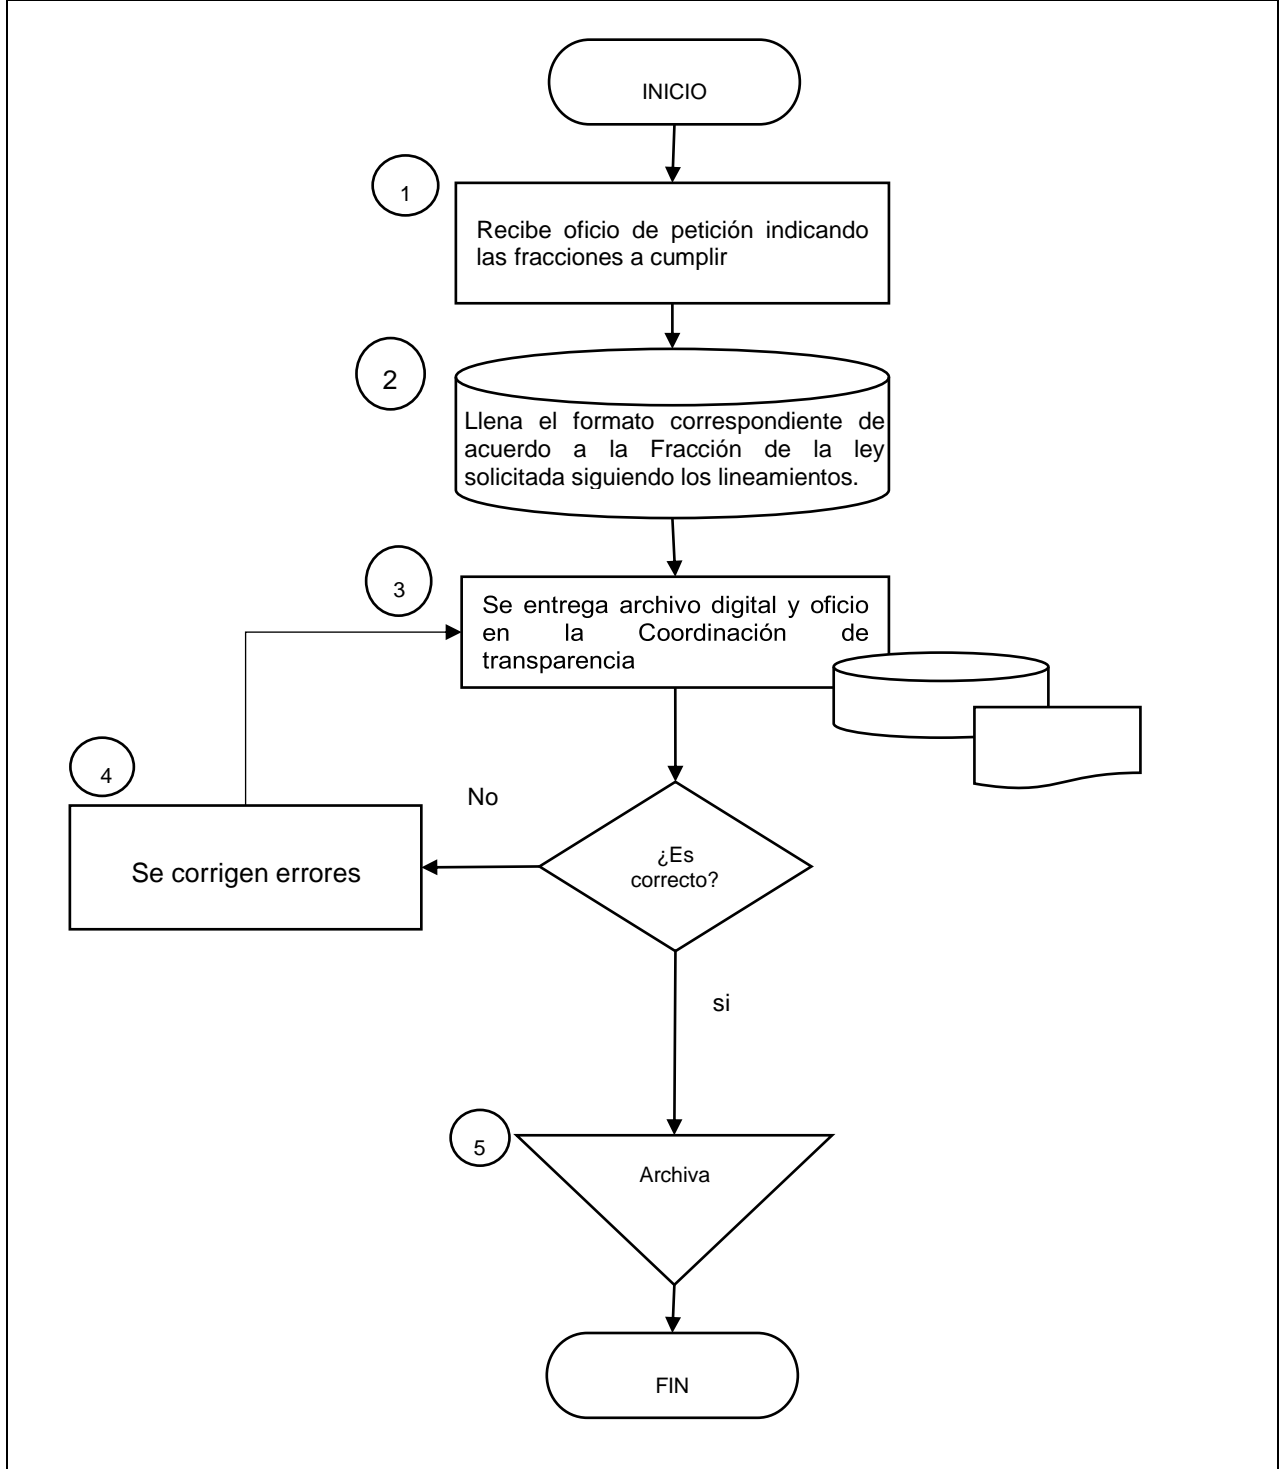 INICIO
1
Recibe oficio de petición indicando
las fracciones a cumplir
2
Llena el formato correspondiente de
acuerdo a la Fracción de la ley
solicitada siguiendo los lineamientos.
3
Se entrega archivo digital y oficio
en la Coordinación de
transparencia
4
Se corrigen errores
No
¿Es
correcto?
si
5
Archiva
FIN